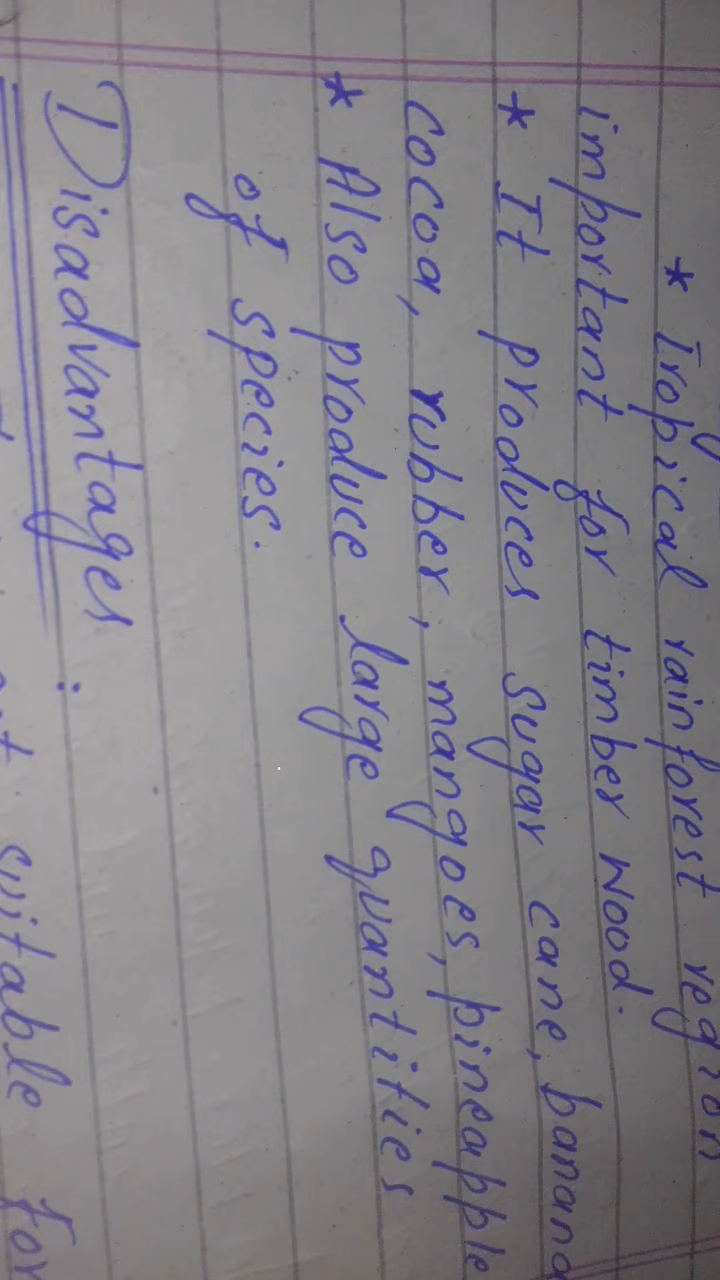 * Tropical rainforest region
important for timber wood.
* It produces sugar cane, banana
cocoa, rubber, mangoes, pineapple
* Also produce large quantities
of species.
Disadvantages:
suitable for